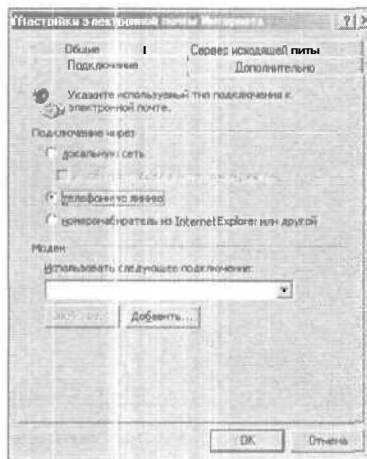 Настройки электронной почты Интернета
Общие
Сервер исходящей питы
Подключение
Дополнительно
Укажите используемый тип подключения к
электронной почте.
Подключение через
локальную сеть
телефонную линию
номеронабиратель из Internet Explorer или другой
Модем
Использовать следующее подключение:
Добавить...
OK
Отмена